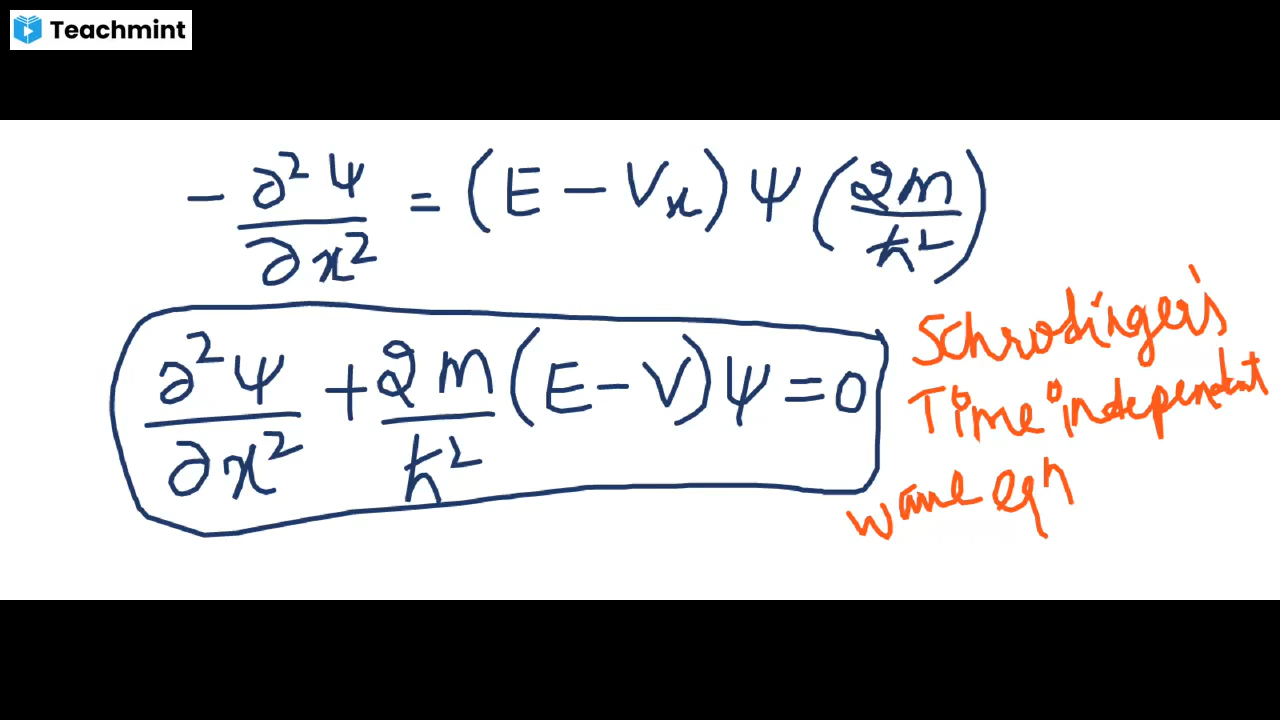 Teachmint
- ∂²Ψ/∂x² = (E - Vx) Ψ (2m/ℏ²)
∂²Ψ/∂x² + 2m/ℏ² (E - V) Ψ = 0
Schrodinger's
Time independent
wave eqn